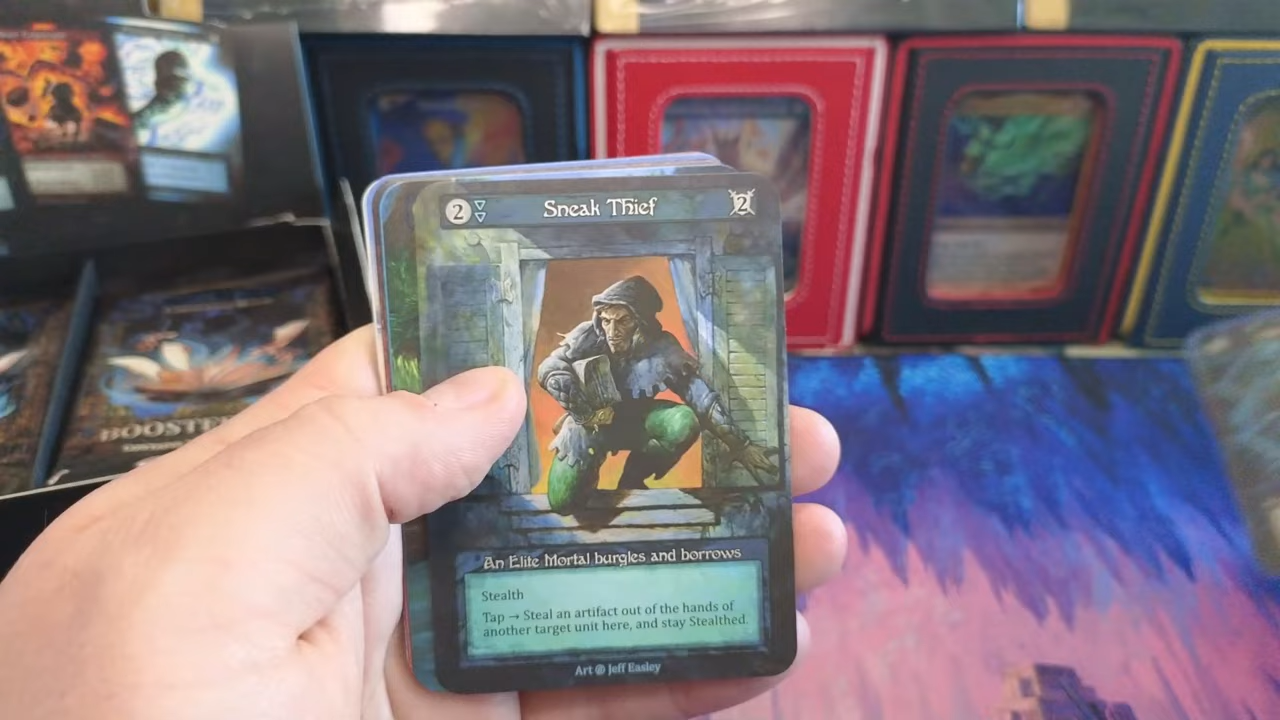 2
Sneak Thief
2
An Elite Mortal burgles and borrows
Stealth
Tap → Steal an artifact out of the hands of
another target unit here, and stay Stealthed.
Art @ Jeff Easley
BOOSTER